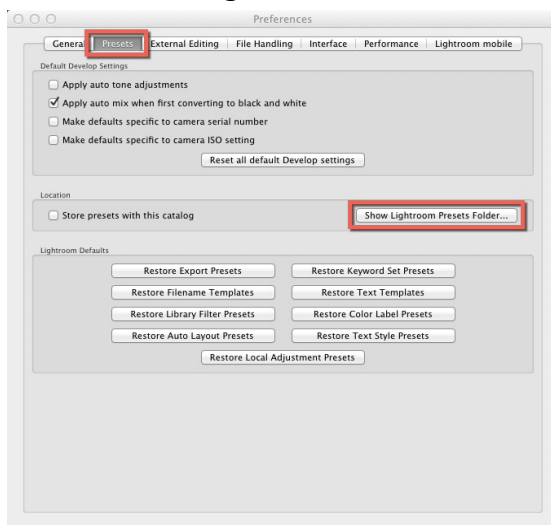 Preferences
General Presets External Editing File Handling Interface Performance Lightroom mobile
Default Develop Settings
Apply auto tone adjustments
Apply auto mix when first converting to black and white
Make defaults specific to camera serial number
Make defaults specific to camera ISO setting
Reset all default Develop settings
Location
Store presets with this catalog Show Lightroom Presets Folder...
Lightroom Defaults
Restore Export Presets Restore Keyword Set Presets
Restore Filename Templates Restore Text Templates
Restore Library Filter Presets Restore Color Label Presets
Restore Auto Layout Presets Restore Text Style Presets
Restore Local Adjustment Presets